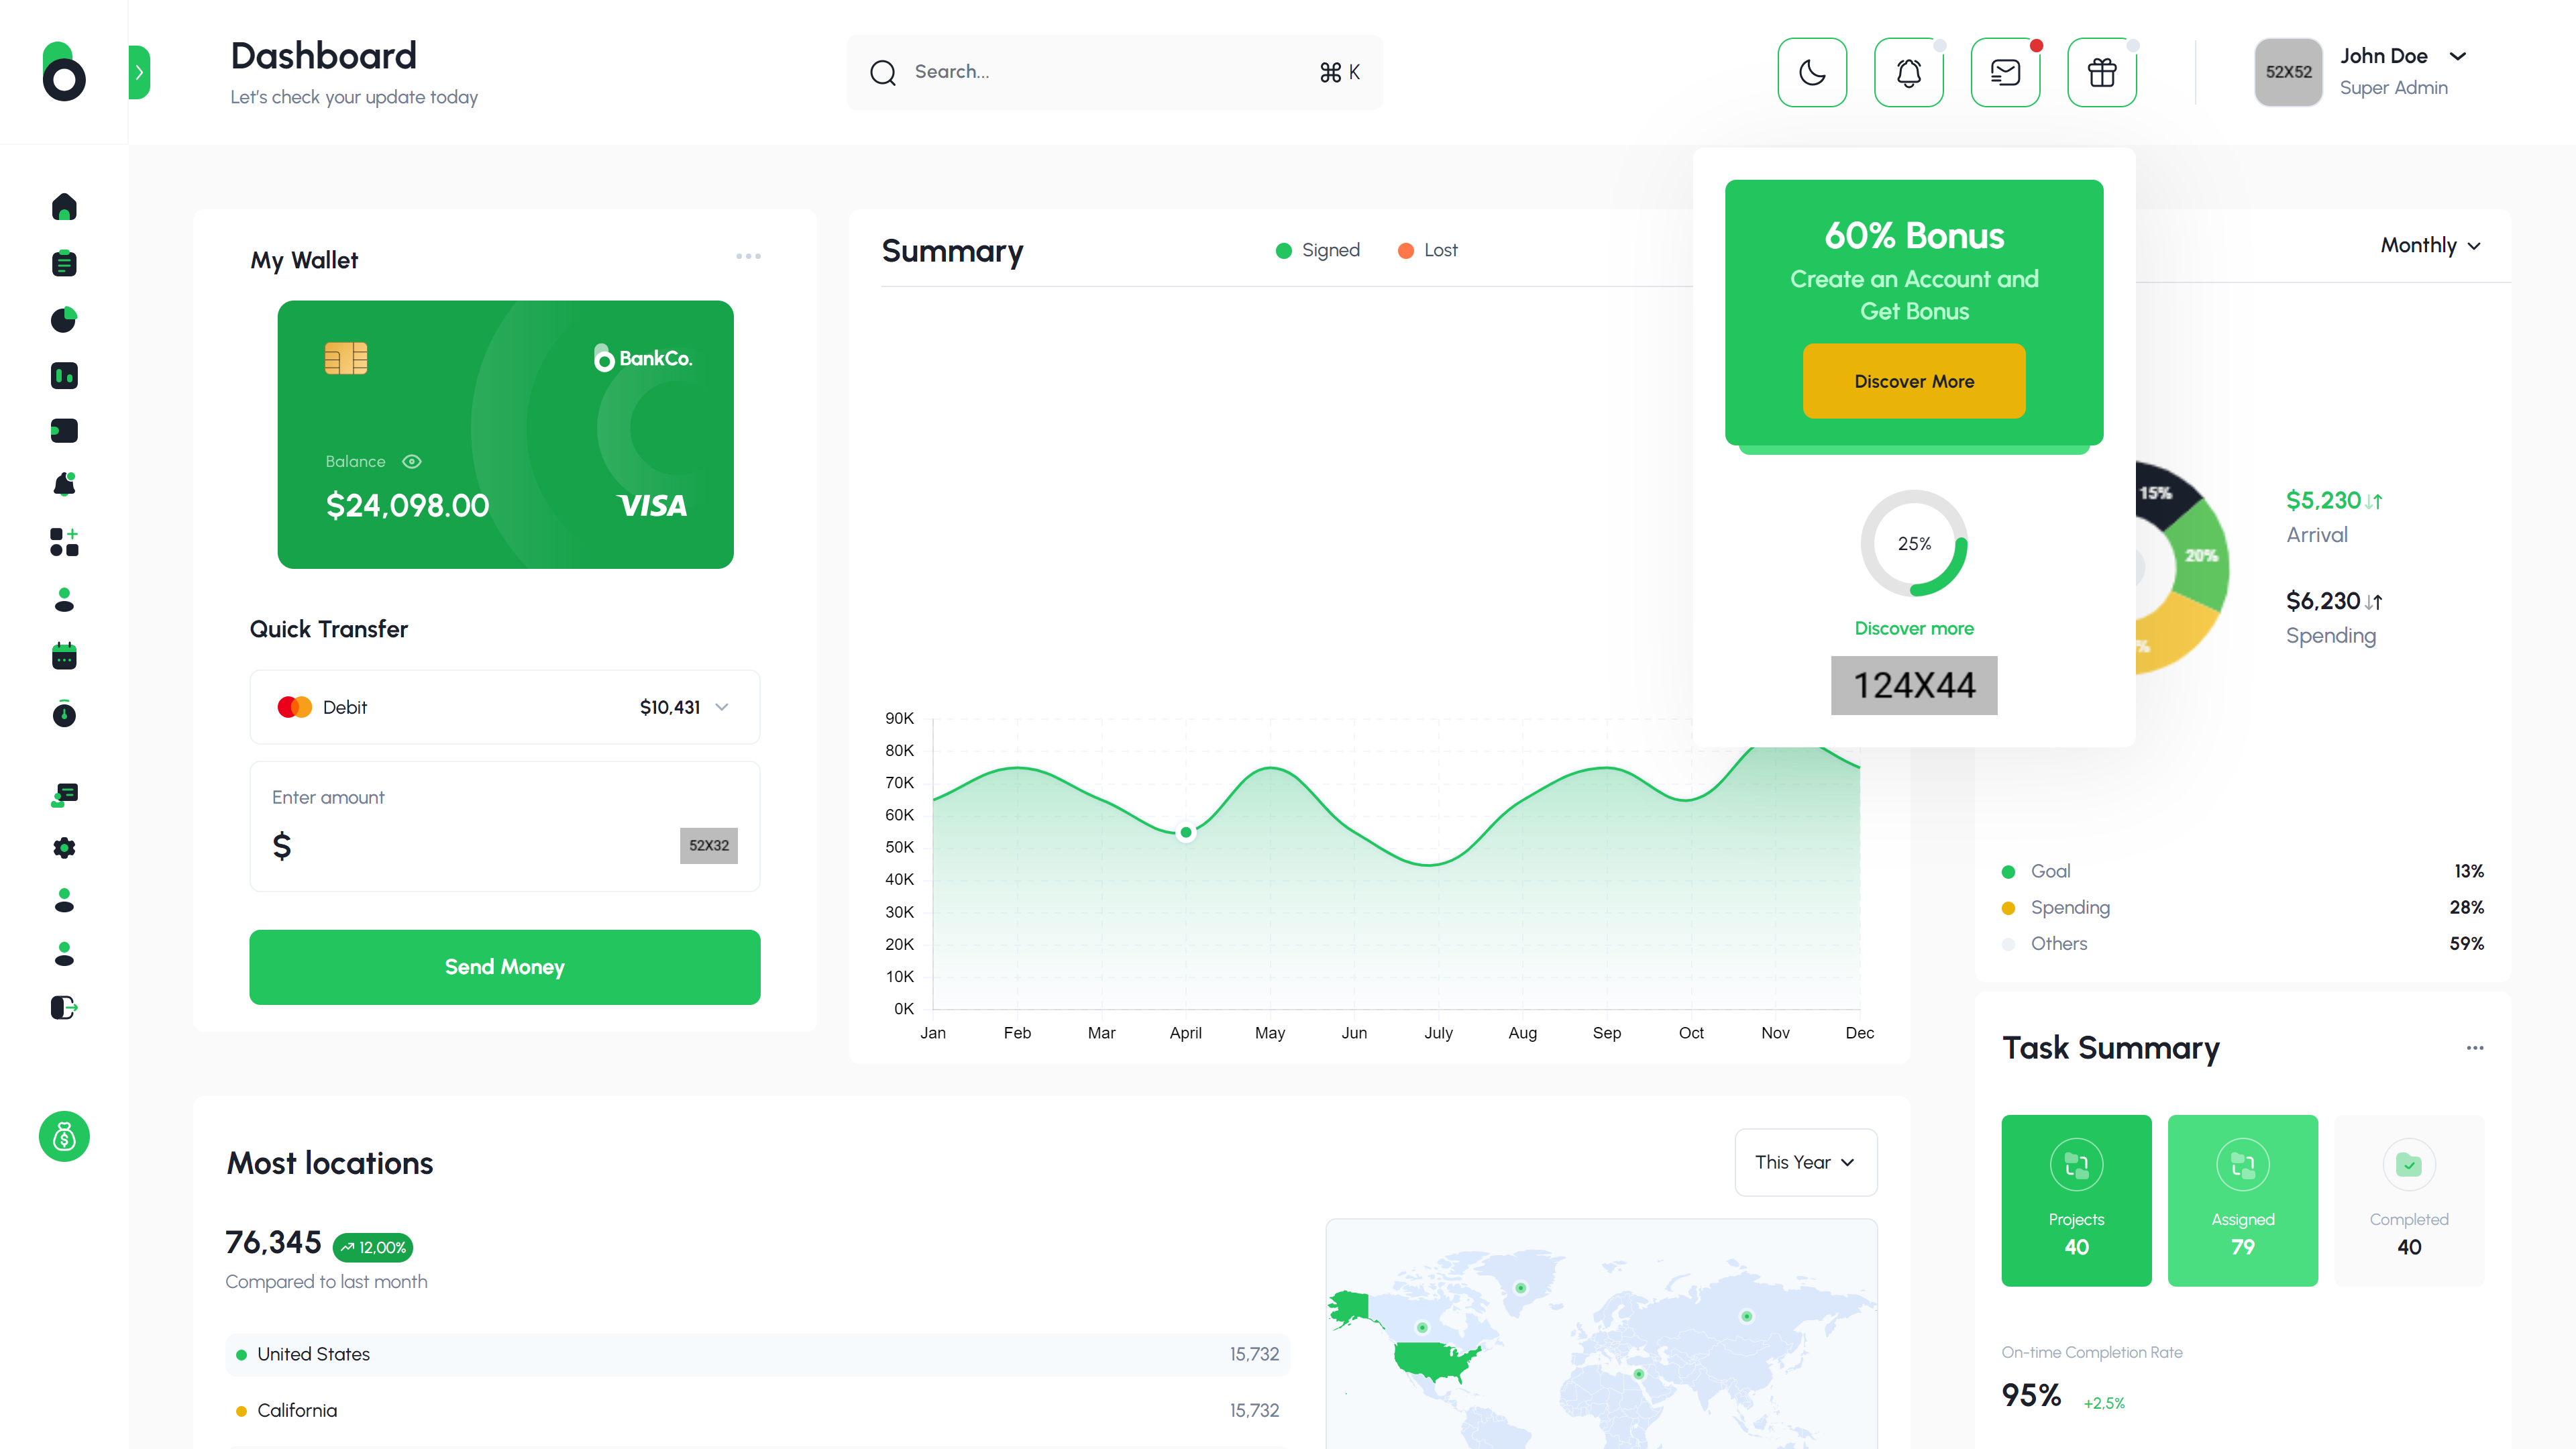 Dashboard
Let's check your update today
Search...
⌘ K
52X52
John Doe
Super Admin
My Wallet
BankCo.
Balance
$24,098.00
VISA
Quick Transfer
Debit
$10,431
Enter amount
$
52X32
Send Money
Summary
Signed
Lost
90K
80K
70K
60K
50K
40K
30K
20K
10K
0K
Jan
Feb
Mar
April
May
Jun
July
Aug
Sep
Oct
Nov
Dec
60% Bonus
Create an Account and
Get Bonus
Discover More
25%
Discover more
124X44
Monthly
15%
20%
%
$5,230
Arrival
$6,230
Spending
Goal
13%
Spending
28%
Others
59%
Task Summary
Projects
40
Assigned
79
Completed
40
On-time Completion Rate
95%
+2,5%
Most locations
This Year
76,345
12,00%
Compared to last month
United States
15,732
California
15,732